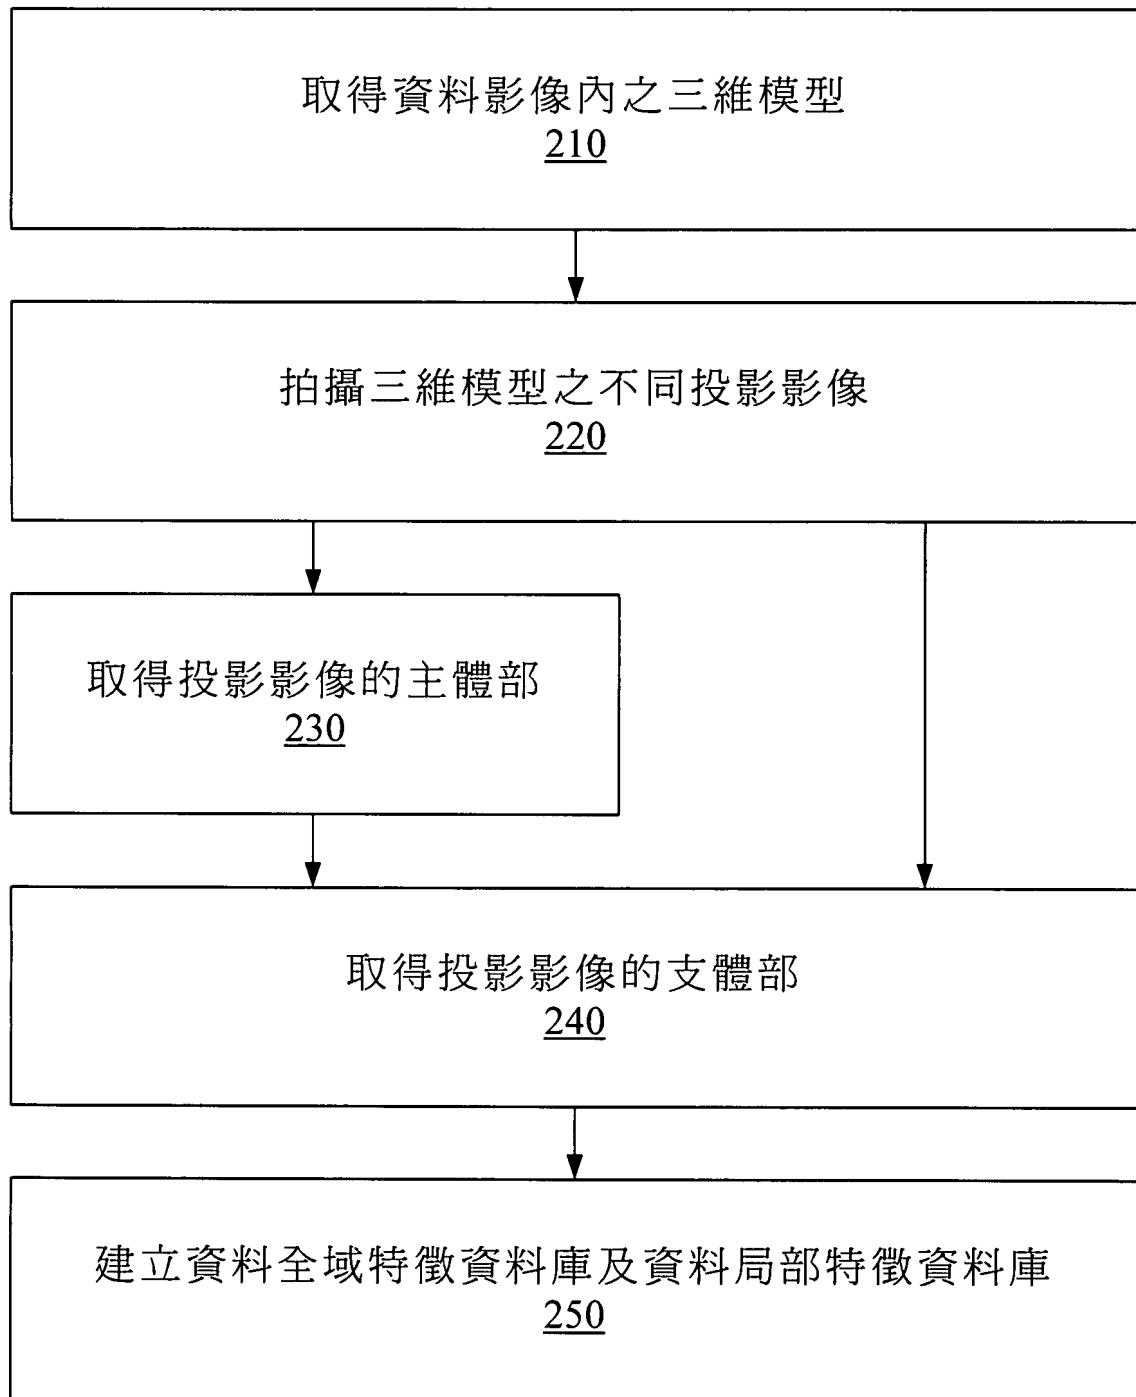 取得資料影像內之三維模型
210
拍攝三維模型之不同投影影像
220
取得投影影像的主體部
230
取得投影影像的支體部
240
建立資料全域特徵資料庫及資料局部特徵資料庫
250